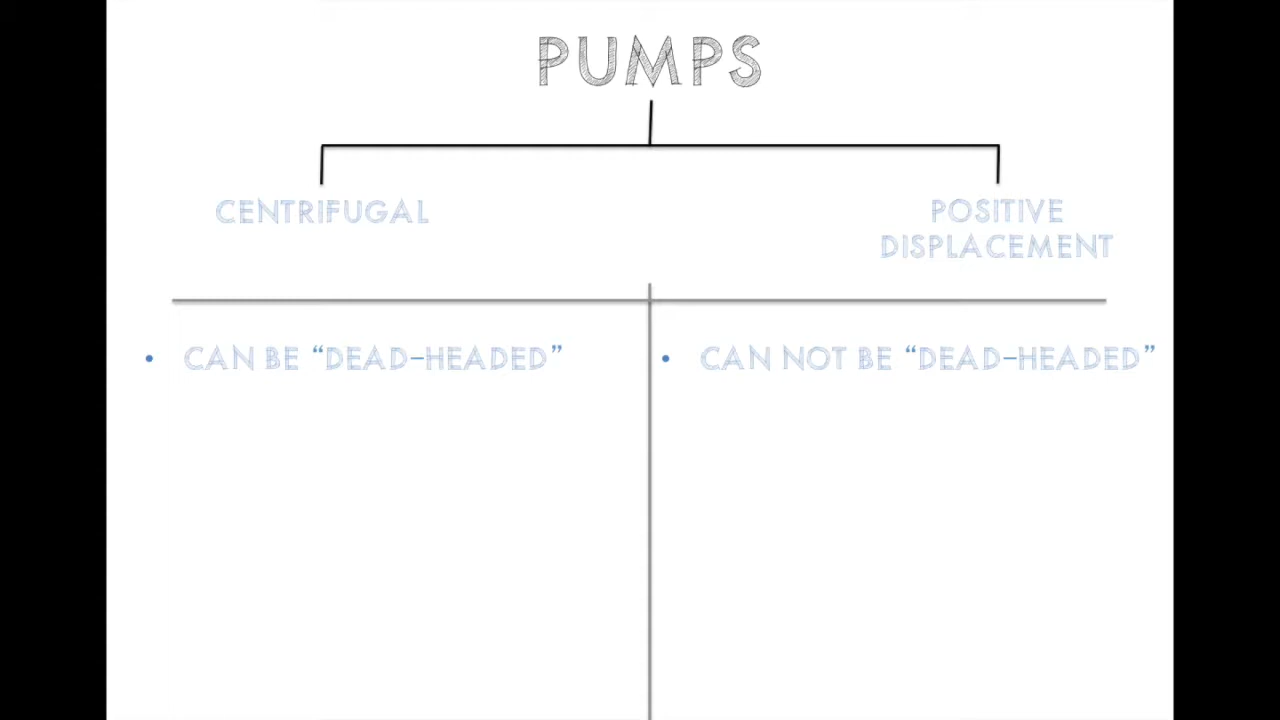 PUMPS
CENTRIFUGAL
POSITIVE
DISPLACEMENT
• CAN BE “DEAD-HEADED”
• CAN NOT BE “DEAD-HEADED”